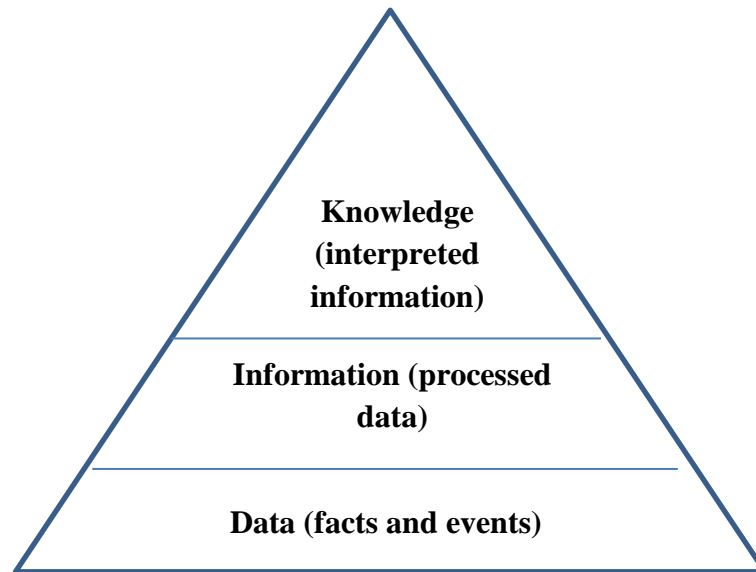 Knowledge
(interpreted
information)
Information (processed
data)
Data (facts and events)